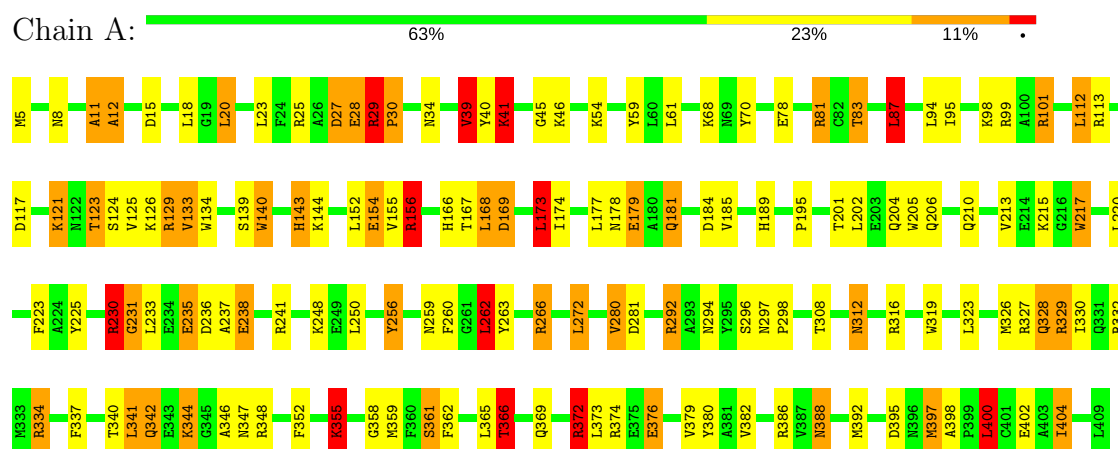 Chain A:
63% 23% 11% •
M5 N8 A11 A12 D15 L18 G19 L20 L23 F24 R25 A26 D27 E28 R29 P30 N34 V39 Y40 K41 G45 K46 K54 Y59 L60 L61 K68 N69 Y70 E78 R81 C82 T83 L87 L94 I95 K98 R99 A100 R101 L112 R113
D117 K121 N122 T123 S124 V125 K126 R129 V133 W134 S139 W140 H143 K144 L152 E154 V155 R156 H166 T167 L168 D169 L173 I174 L177 N178 E179 A180 Q181 D184 V185 H189 P195 T201 L202 E203 Q204 W205 Q206 Q210 V213 E214 K215 G216 W217
F223 A224 Y225 R230 G231 L233 E234 E235 D236 A237 E238 R241 K248 E249 L250 Y256 N259 F260 G261 L262 Y263 R266 L272 V280 D281 R292 A293 N294 Y295 S296 N297 P298 T308 N312 R316 W319 L323 M326 R327 Q328 R329 I330 Q331
M333 R334 F337 T340 L341 Q342 E343 K344 G345 A346 N347 R348 F352 K355 G358 M359 F360 S361 F362 L365 T366 Q369 R372 L373 R374 E375 E376 V379 Y380 A381 V382 R386 V387 N388 M392 D395 N396 M397 A398 P399 L400 C401 E402 A403 I404 L409